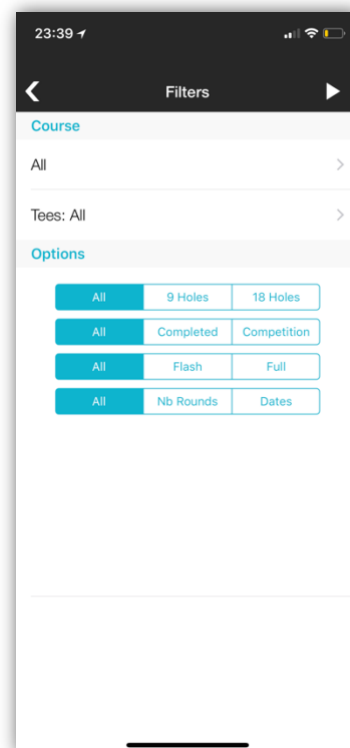 23:39
Filters
Course
All
Tees: All
Options
All 9 Holes 18 Holes
All Completed Competition
All Flash Full
All Nb Rounds Dates